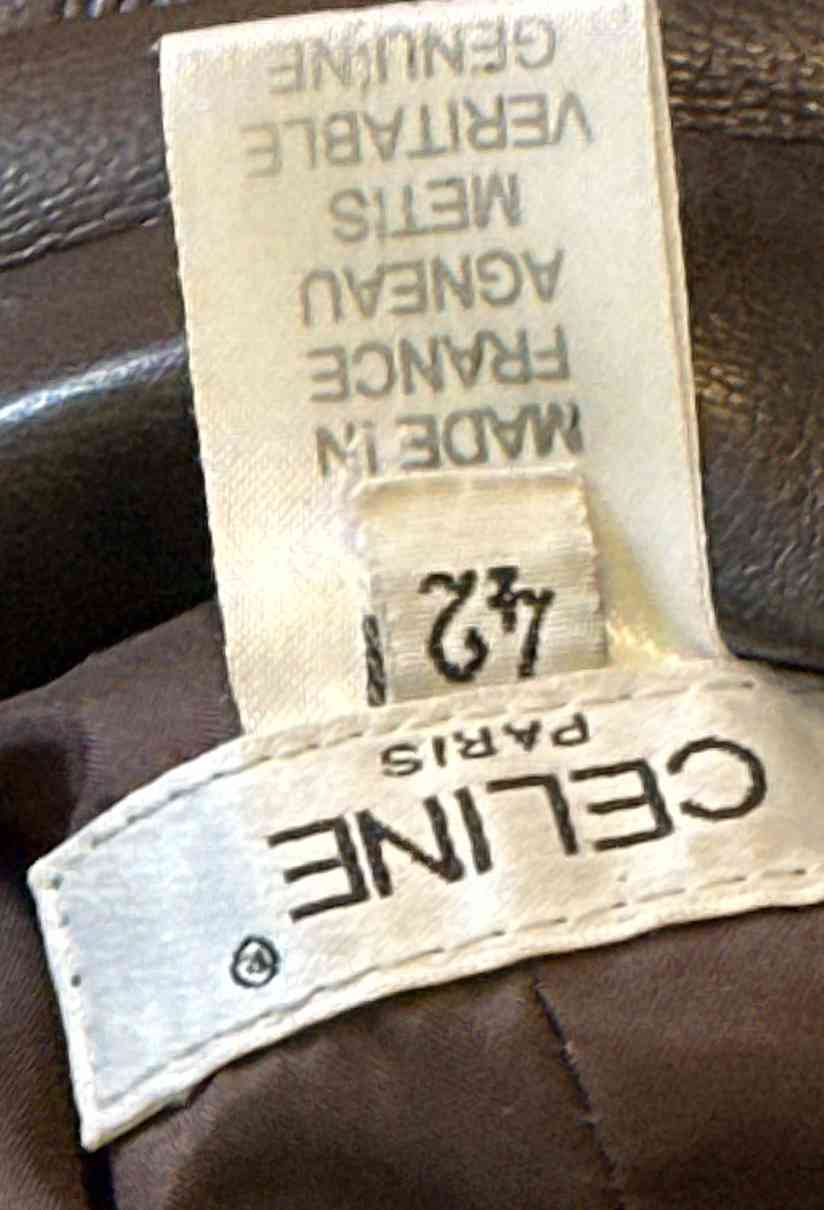 CELINE ®
PARIS
42
MADE IN
FRANCE
AGNEAU
METIS
VERITABLE
GENUINE